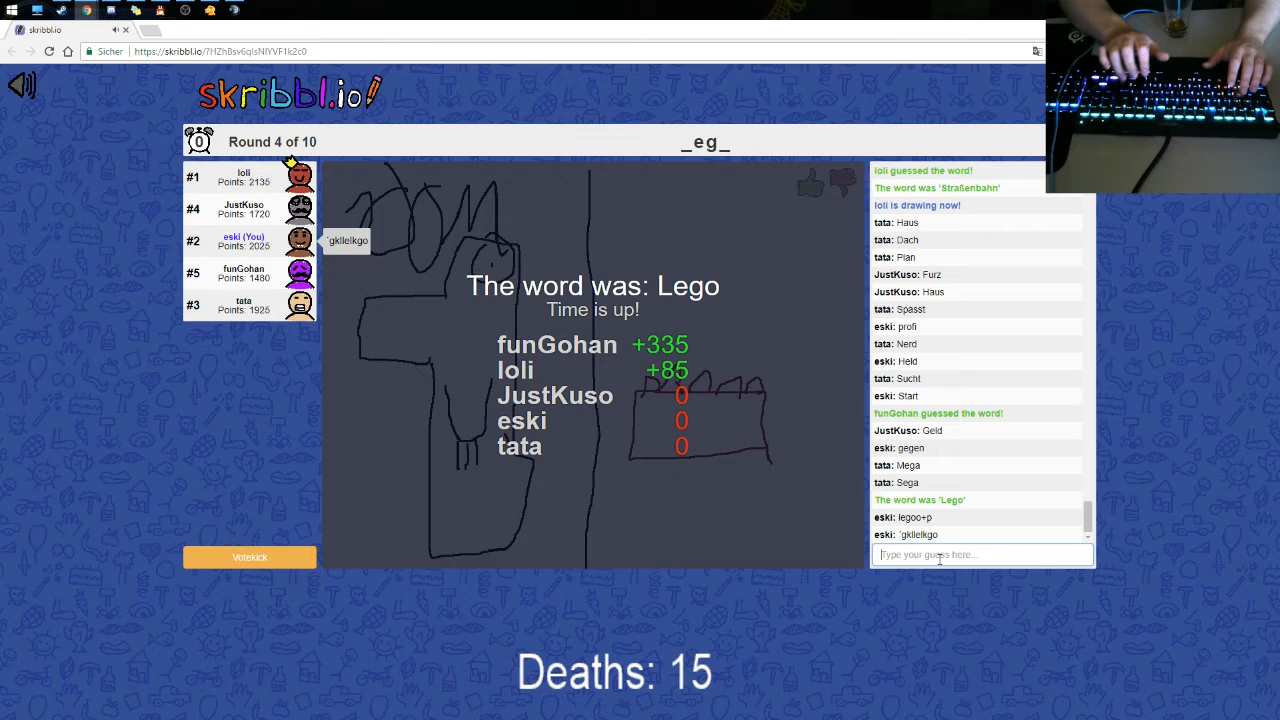 skribbl.io
Sicher
https://skribbl.io/?HZhBsv6qlsNlYVF1k2c0
skribbl.io
0
Round 4 of 10
_eg_
#1
loli
Points: 2135
#4
JustKuso
Points: 1720
#2
eski (You)
Points: 2025
´gkllelkgo
#5
funGohan
Points: 1480
#3
tata
Points: 1925
Votekick
The word was: Lego
Time is up!
funGohan +335
loli +85
JustKuso 0
eski 0
tata 0
loli guessed the word!
The word was 'Straßenbahn'
loli is drawing now!
tata: Haus
tata: Dach
tata: Plan
JustKuso: Furz
JustKuso: Haus
tata: Spasst
eski: profi
tata: Nerd
eski: Held
tata: Sucht
eski: Start
funGohan guessed the word!
JustKuso: Geld
eski: gegen
tata: Mega
tata: Sega
The word was 'Lego'
eski: legoo+p
eski: ´gkllelkgo
Type your guess here...
Deaths: 15